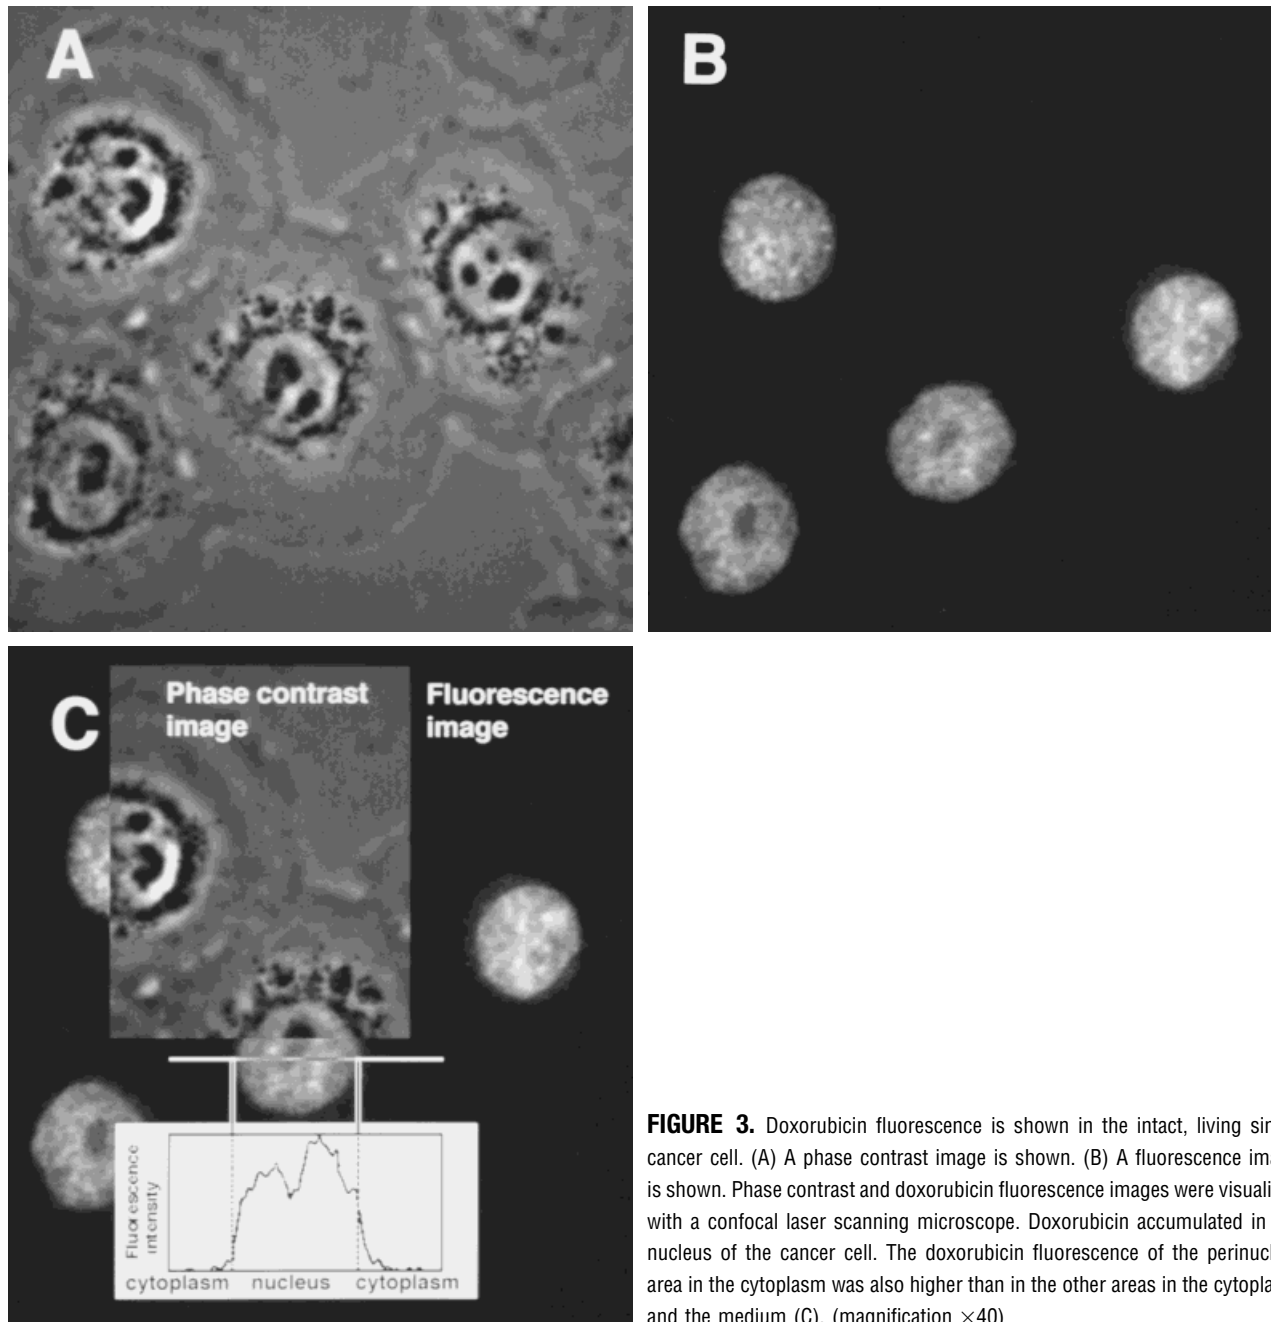 A
B
C
Phase contrast
image
Fluorescence
image
Fluorescence
intensity
cytoplasm nucleus cytoplasm
FIGURE 3. Doxorubicin fluorescence is shown in the intact, living
cancer cell. (A) A phase contrast image is shown. (B) A fluorescence
is shown. Phase contrast and doxorubicin fluorescence images were
with a confocal laser scanning microscope. Doxorubicin accumulated in
nucleus of the cancer cell. The doxorubicin fluorescence of the
area in the cytoplasm was also higher than in the other areas in the
and the medium (C). (magnification ×40)